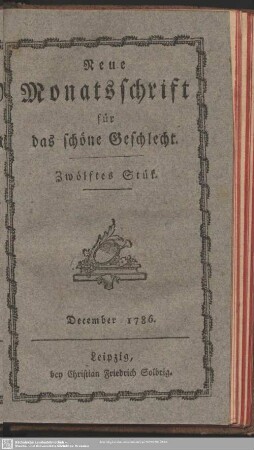 Neue
Monatsschrift
für
das schöne Geschlecht.
Zwölftes Stük.
December 1786.
Leipzig,
bey Christian Friedrich Solbrig.